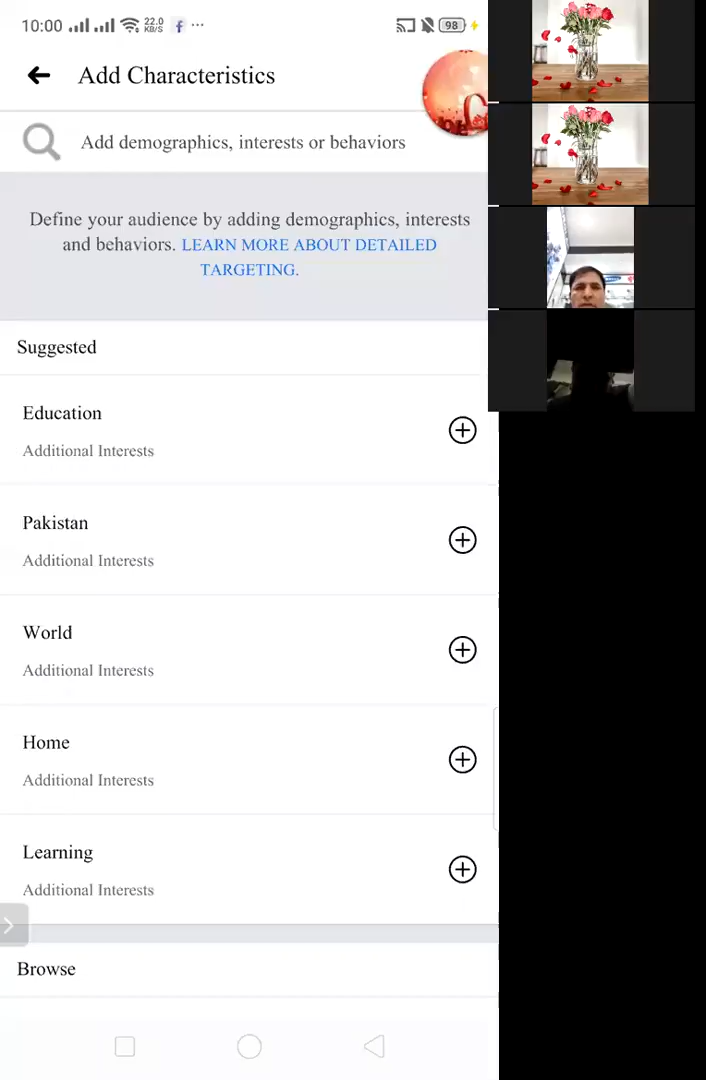 10:00 22.0 KB/S f ... 98
Add Characteristics
Add demographics, interests or behaviors
Define your audience by adding demographics, interests
and behaviors. LEARN MORE ABOUT DETAILED
TARGETING.
Suggested
Education
Additional Interests
Pakistan
Additional Interests
World
Additional Interests
Home
Additional Interests
Learning
Additional Interests
Browse